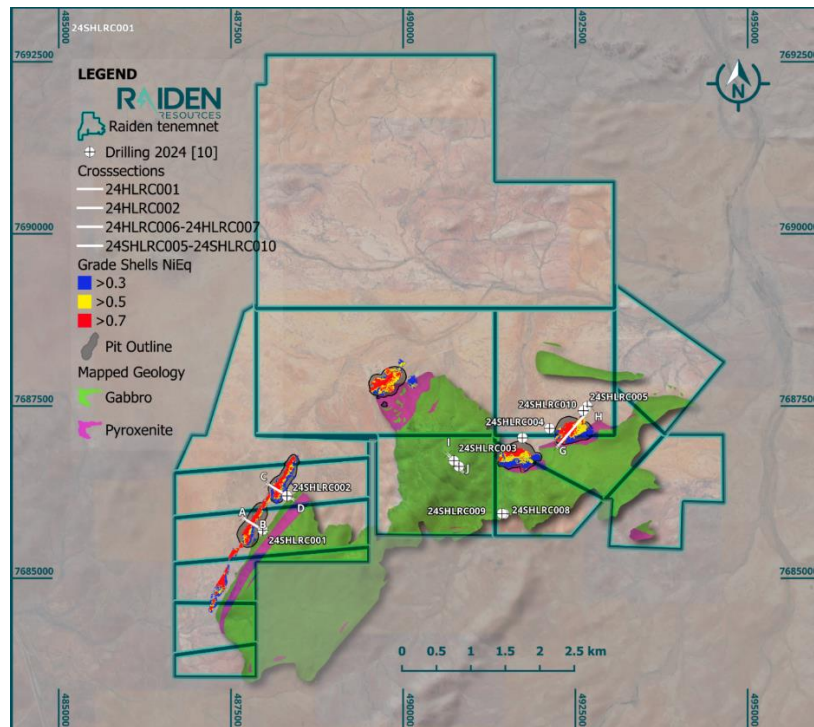 485000
487500
490000
492500
495000
24SHLRC001
7692500
7692500
LEGEND
RAIDEN
RESOURCES
Raiden tenemnet
Drilling 2024 [10]
Crosssections
24HLRC001
24HLRC002
24HLRC006-24HLRC007
24SHLRC005-24SHLRC010
Grade Shells NiEq
>0.3
>0.5
>0.7
Pit Outline
Mapped Geology
Gabbro
Pyroxenite
N
7690000
7690000
7687500
7687500
24SHLRC005
24SHLRC010
H
24SHLRC004
I
24SHLRC003
G
J
C
24SHLRC002
D
A
B
24SHLRC009
24SHLRC008
24SHLRC001
7685000
7685000
0 0.5 1 1.5 2 2.5 km
485000
487500
490000
492500
495000